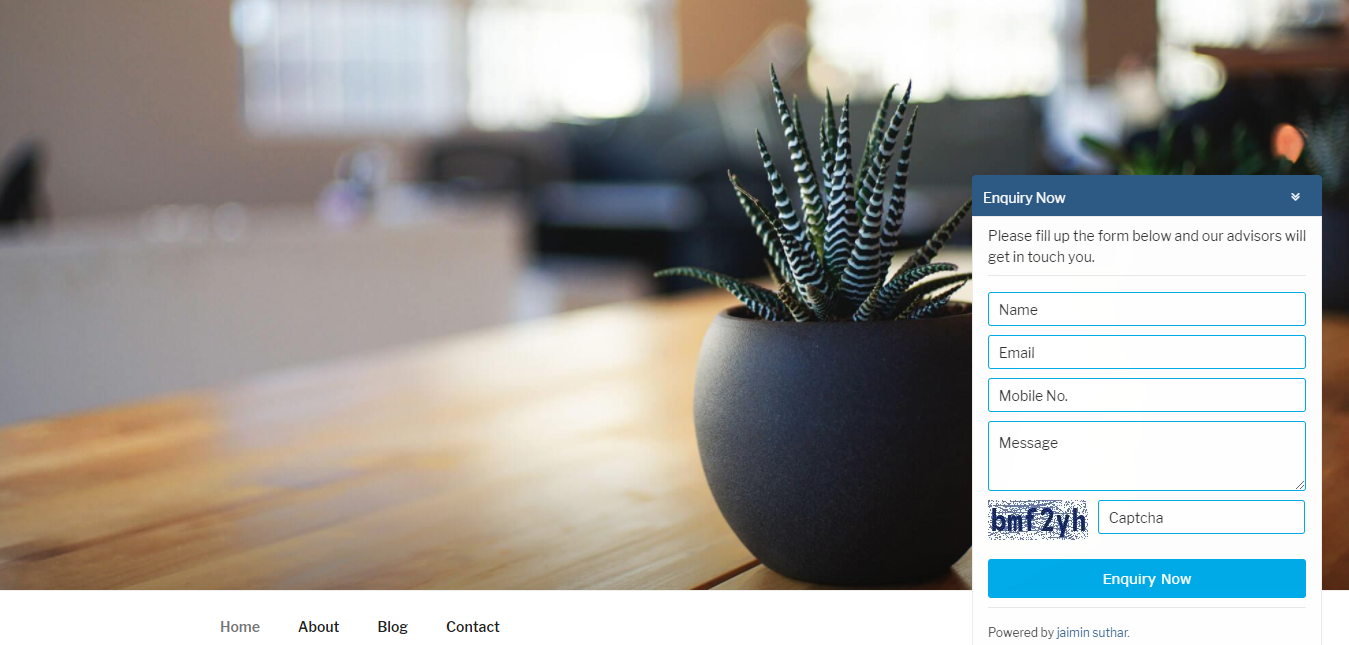 Enquiry Now
Please fill up the form below and our advisors will
get in touch you.
Name
Email
Mobile No.
Message
bmf2yh
Captcha
Enquiry Now
Powered by jaimin suthar.
Home
About
Blog
Contact